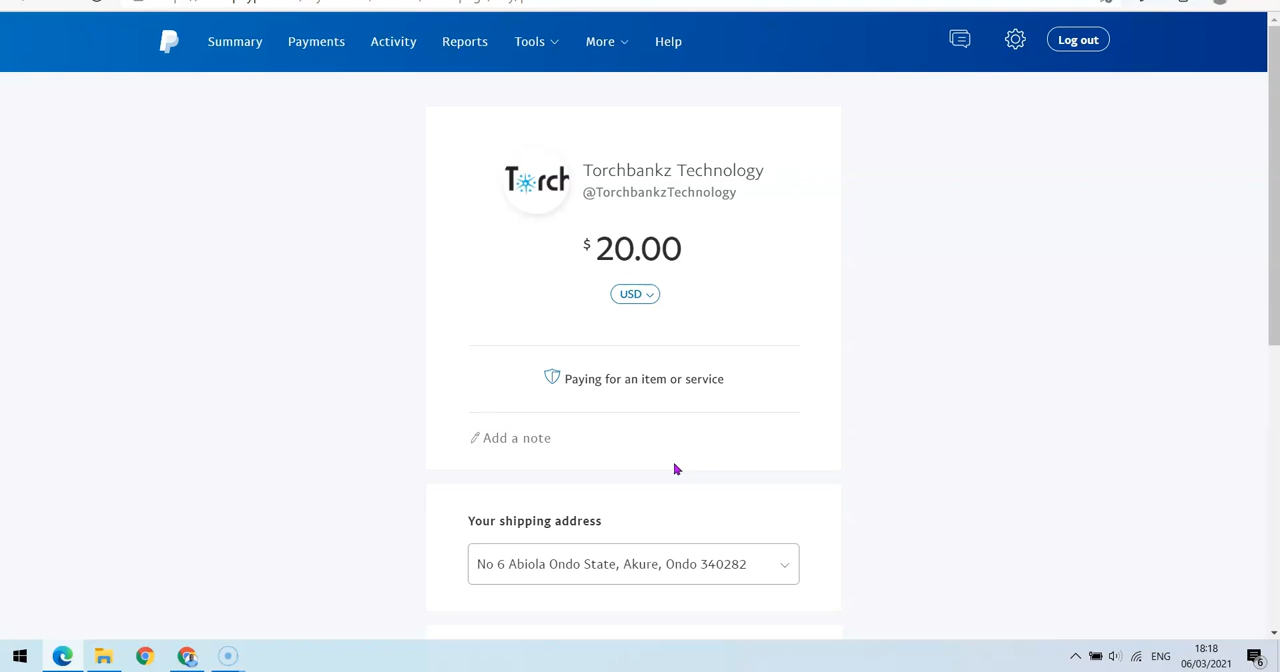 Summary Payments Activity Reports Tools More Help Log out
Torch
Torchbankz Technology
@TorchbankzTechnology
$ 20.00
USD
Paying for an item or service
Add a note
Your shipping address
No 6 Abiola Ondo State, Akure, Ondo 340282
ENG
18:18
06/03/2021
6